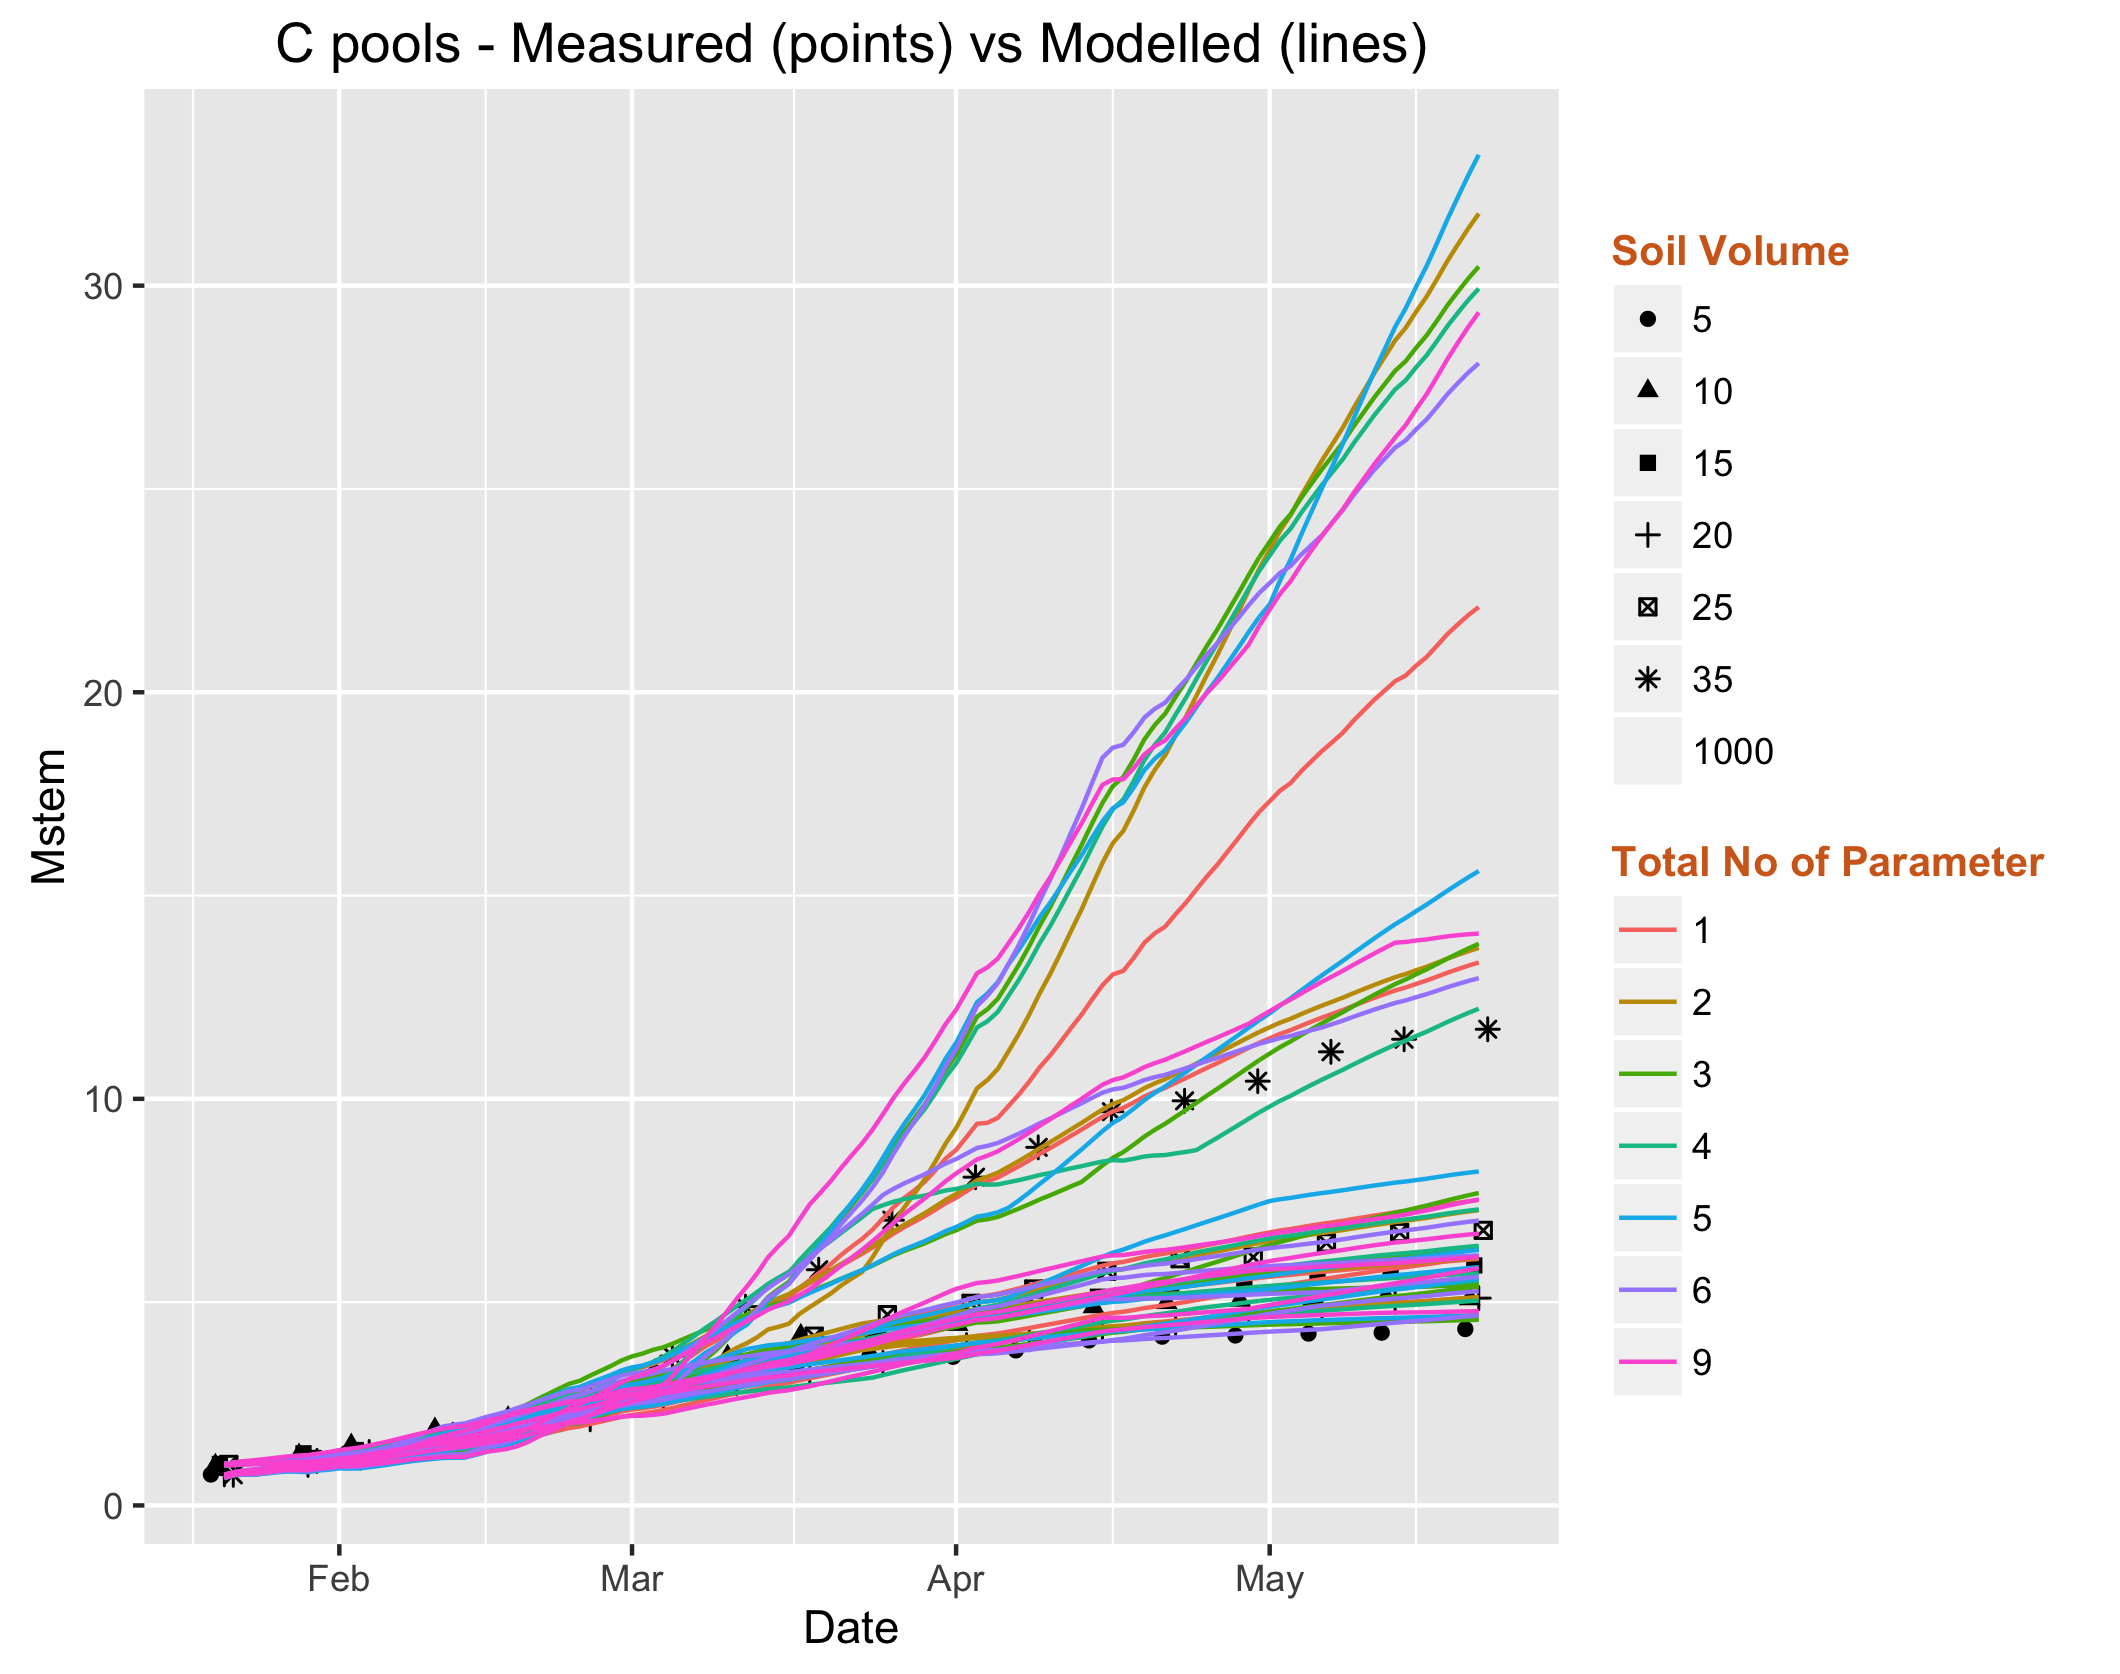 C pools - Measured (points) vs Modelled (lines)
Mstem
30
20
10
0
Feb
Mar
Apr
May
Date
Soil Volume
5
10
15
20
25
35
1000
Total No of Parameter
1
2
3
4
5
6
9